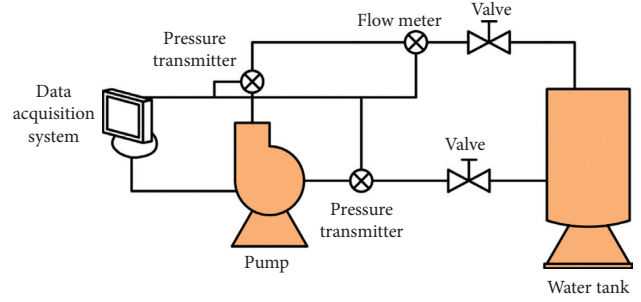 Valve
Flow meter
Pressure
transmitter
Data
acquisition
system
Valve
Pressure
transmitter
Pump
Water tank